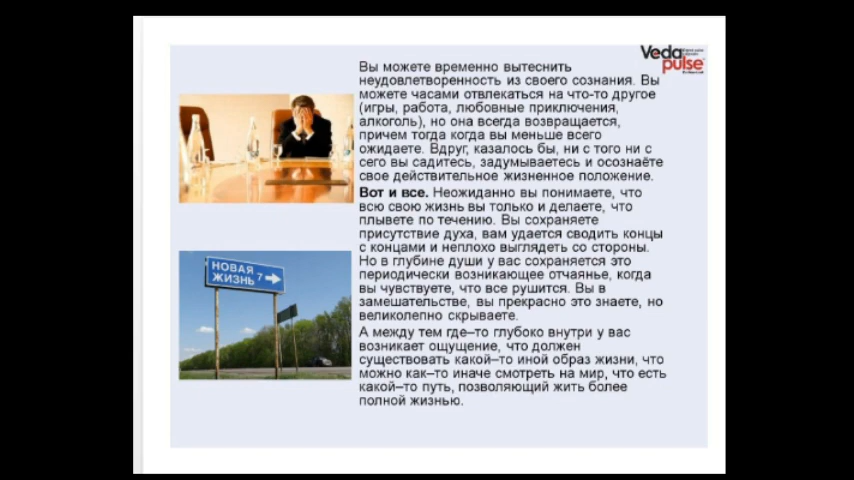 Veda
pulse
Вы можете временно вытеснить
неудовлетворенность из своего сознания. Вы
можете часами отвлекаться на что-то другое
(игры, работа, любовные приключения,
алкоголь), но она всегда возвращается,
причем тогда когда вы меньше всего
ожидаете. Вдруг, казалось бы, ни с того ни с
сего вы садитесь, задумываетесь и осознаёте
свое действительное жизненное положение.
Вот и все. Неожиданно вы понимаете, что
всю свою жизнь вы только и делаете, что
плывете по течению. Вы сохраняете
присутствие духа, вам удается сводить концы
с концами и неплохо выглядеть со стороны.
Но в глубине души у вас сохраняется это
периодически возникающее отчаянье, когда
вы чувствуете, что все рушится. Вы в
замешательстве, вы прекрасно это знаете, но
великолепно скрываете.
А между тем где–то глубоко внутри у вас
возникает ощущение, что должен
существовать какой–то иной образ жизни, что
можно как–то иначе смотреть на мир, что есть
какой–то путь, позволяющий жить более
полной жизнью.
НОВАЯ
ЖИЗНЬ 7